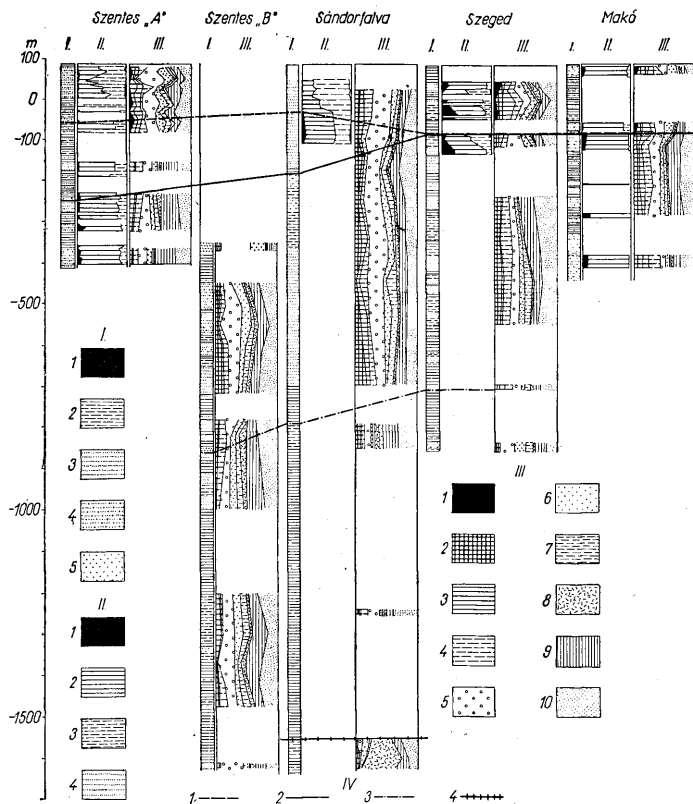 Szentes „A"
Szentes „B"
Sándorfalva
Szeged
Makó
m
I.
II.
III.
I
III.
I.
II.
III.
I.
II.
III.
I.
II.
III.
100
0
-100
-500
-1000
-1500
I.
1
2
3
4
5
II.
1
2
3
4
III
1
2
3
4
5
6
7
8
9
10
IV
1
2
3
4